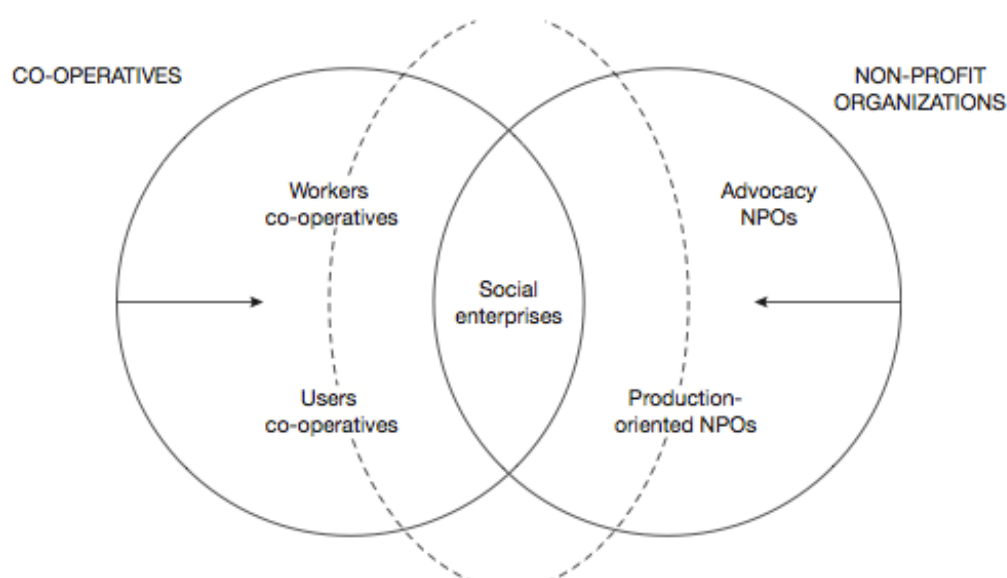 CO-OPERATIVES
NON-PROFIT
ORGANIZATIONS
Workers
co-operatives
Advocacy
NPOs
Social
enterprises
Users
co-operatives
Production-
oriented NPOs